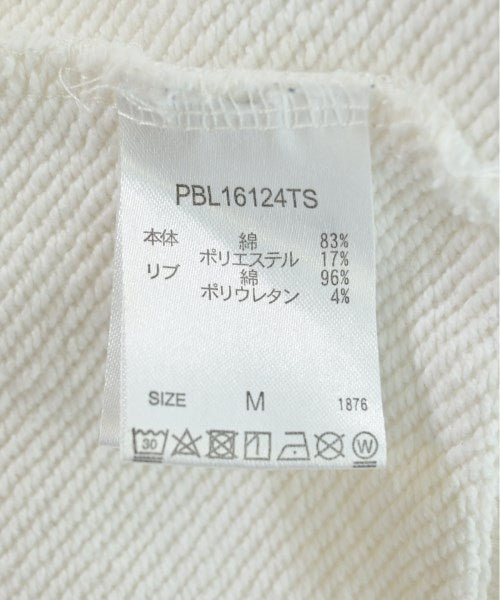 PBL16124TS
本体 綿 83%
ポリエステル 17%
リブ 綿 96%
ポリウレタン 4%
SIZE M 1876
30 W